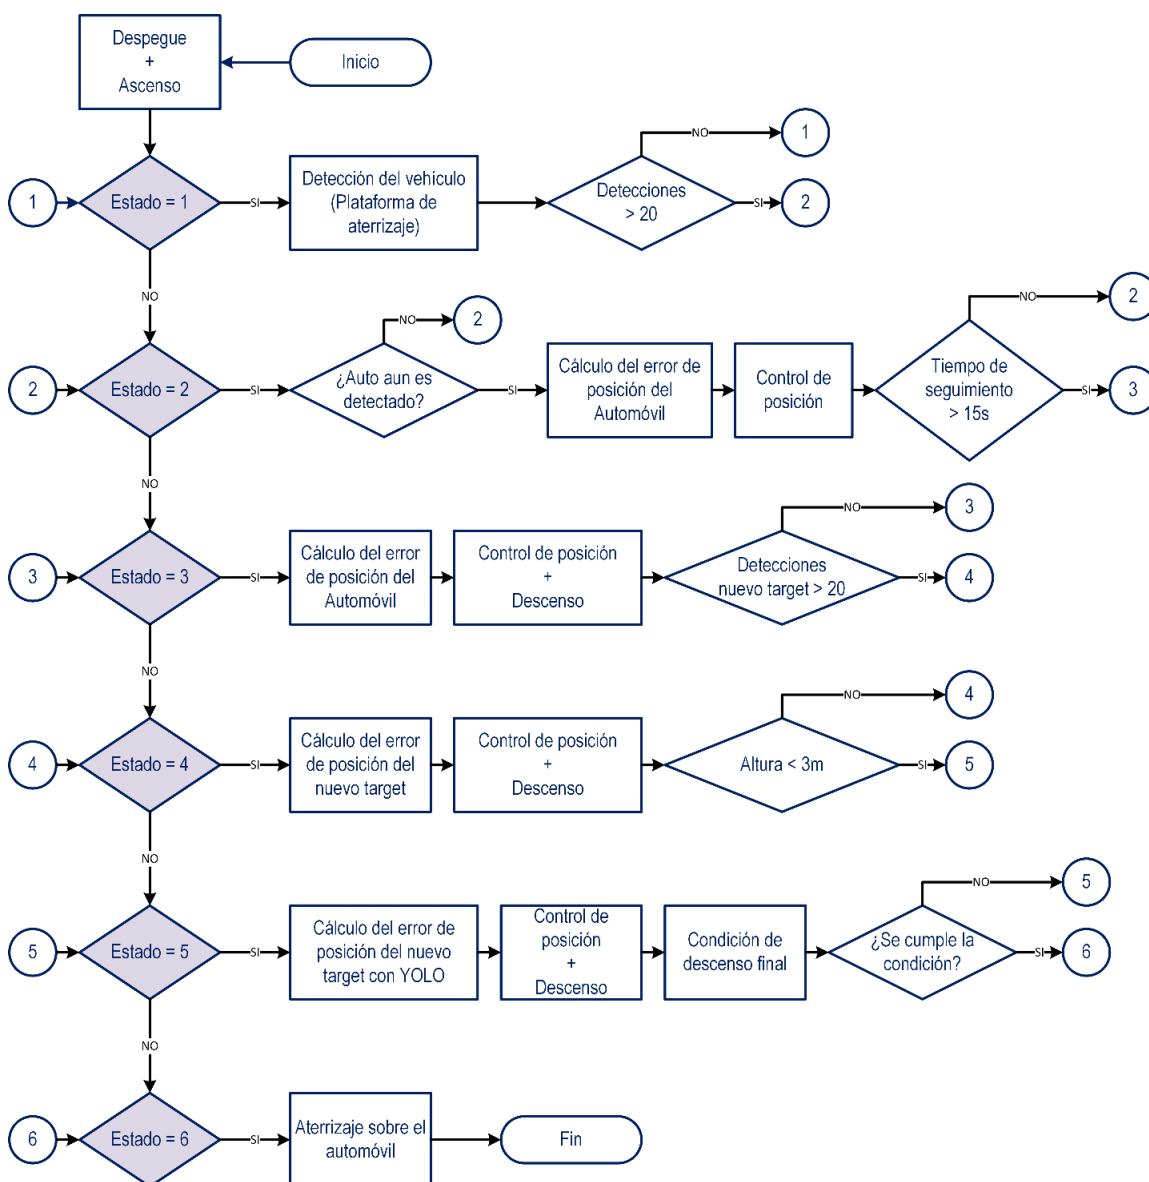 Despegue
+
Ascenso
Inicio
1
Estado = 1
SI
Detección del vehículo
(Plataforma de
aterrizaje)
Detecciones
> 20
NO
1
SI
2
NO
2
Estado = 2
SI
¿Auto aun es
detectado?
NO
2
SI
Cálculo del error de
posición del
Automóvil
Control de
posición
Tiempo de
seguimiento
> 15s
NO
2
SI
3
NO
3
Estado = 3
SI
Cálculo del error
de posición del
Automóvil
Control de posición
+
Descenso
Detecciones
nuevo target > 20
NO
3
SI
4
NO
4
Estado = 4
SI
Cálculo del error
de posición del
nuevo target
Control de posición
+
Descenso
Altura < 3m
NO
4
SI
5
NO
5
Estado = 5
SI
Cálculo del error de
posición del nuevo
target con YOLO
Control de
posición
+
Descenso
Condición de
descenso final
¿Se cumple la
condición?
NO
5
SI
6
NO
6
Estado = 6
SI
Aterrizaje sobre el
automóvil
Fin